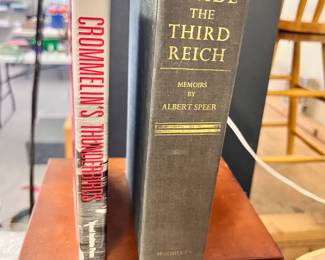 CROMMELIN'S THUNDERBIRDS
THE
THIRD
REICH
MEMOIRS
BY
ALBERT SPEER